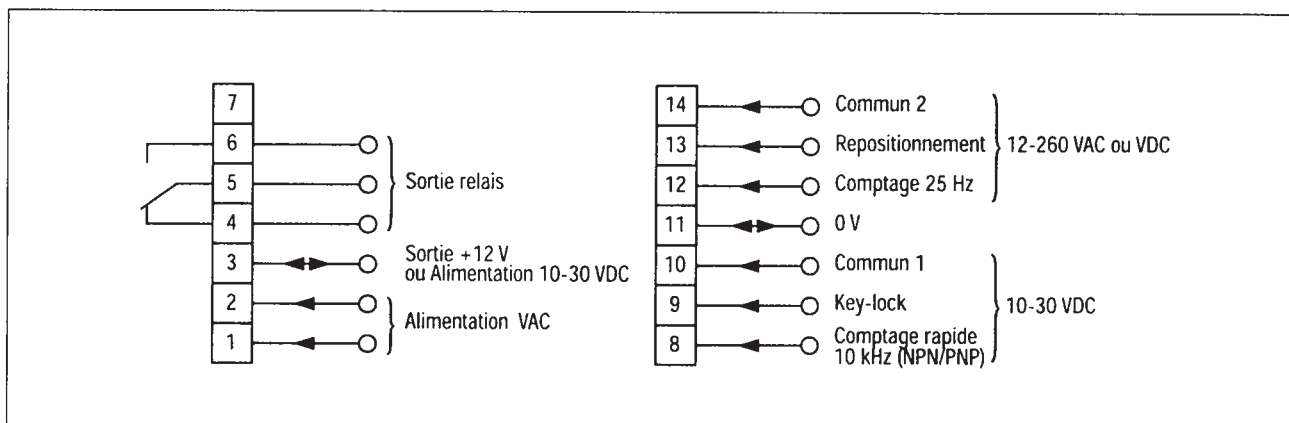 7
6
5
4
3
2
1
Sortie relais
Sortie +12 V
ou Alimentation 10-30 VDC
Alimentation VAC
14
13
12
11
10
9
8
Commun 2
Repositionnement
Comptage 25 Hz
0 V
Commun 1
Key-lock
Comptage rapide
10 kHz (NPN/PNP)
12-260 VAC ou VDC
10-30 VDC